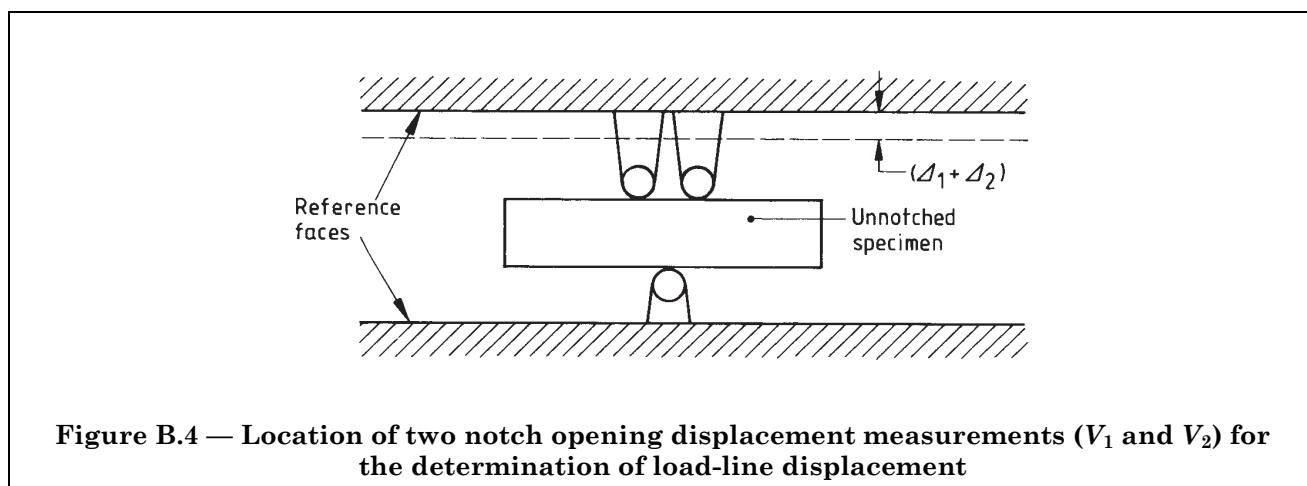 (Δ₁ + Δ₂)
Reference
faces
Unnotched
specimen
Figure B.4 — Location of two notch opening displacement measurements (V₁ and V₂) for
the determination of load-line displacement